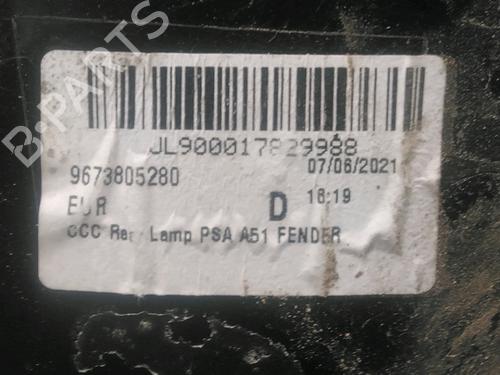 B-PARTS
JL900017829988
07/06/2021
9673805280
16:19
EUR
D
CCC Rear Lamp PSA A51 FENDER